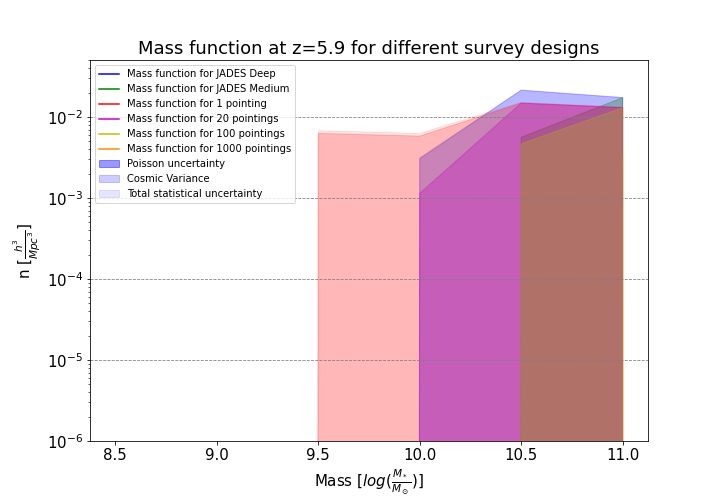 Mass function at z=5.9 for different survey designs
Mass function for JADES Deep
Mass function for JADES Medium
Mass function for 1 pointing
Mass function for 20 pointings
Mass function for 100 pointings
Mass function for 1000 pointings
Poisson uncertainty
Cosmic Variance
Total statistical uncertainty
n [h³/Mpc³]
10⁻²
10⁻³
10⁻⁴
10⁻⁵
10⁻⁶
8.5 9.0 9.5 10.0 10.5 11.0
Mass [log(M⋆/M⊙)]